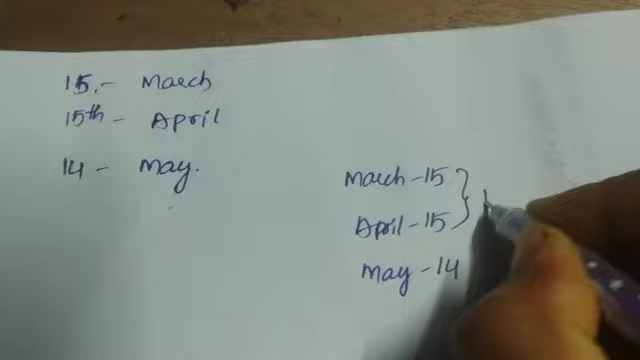 15.- March
15th - April
14 - May.
March - 15
April - 15
May - 14